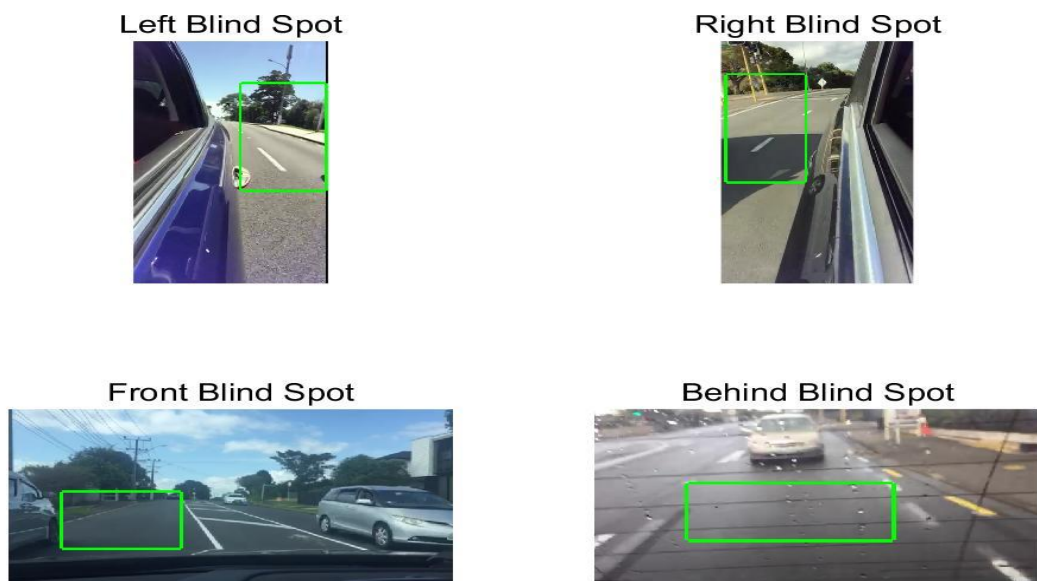 Left Blind Spot
Right Blind Spot
Front Blind Spot
Behind Blind Spot